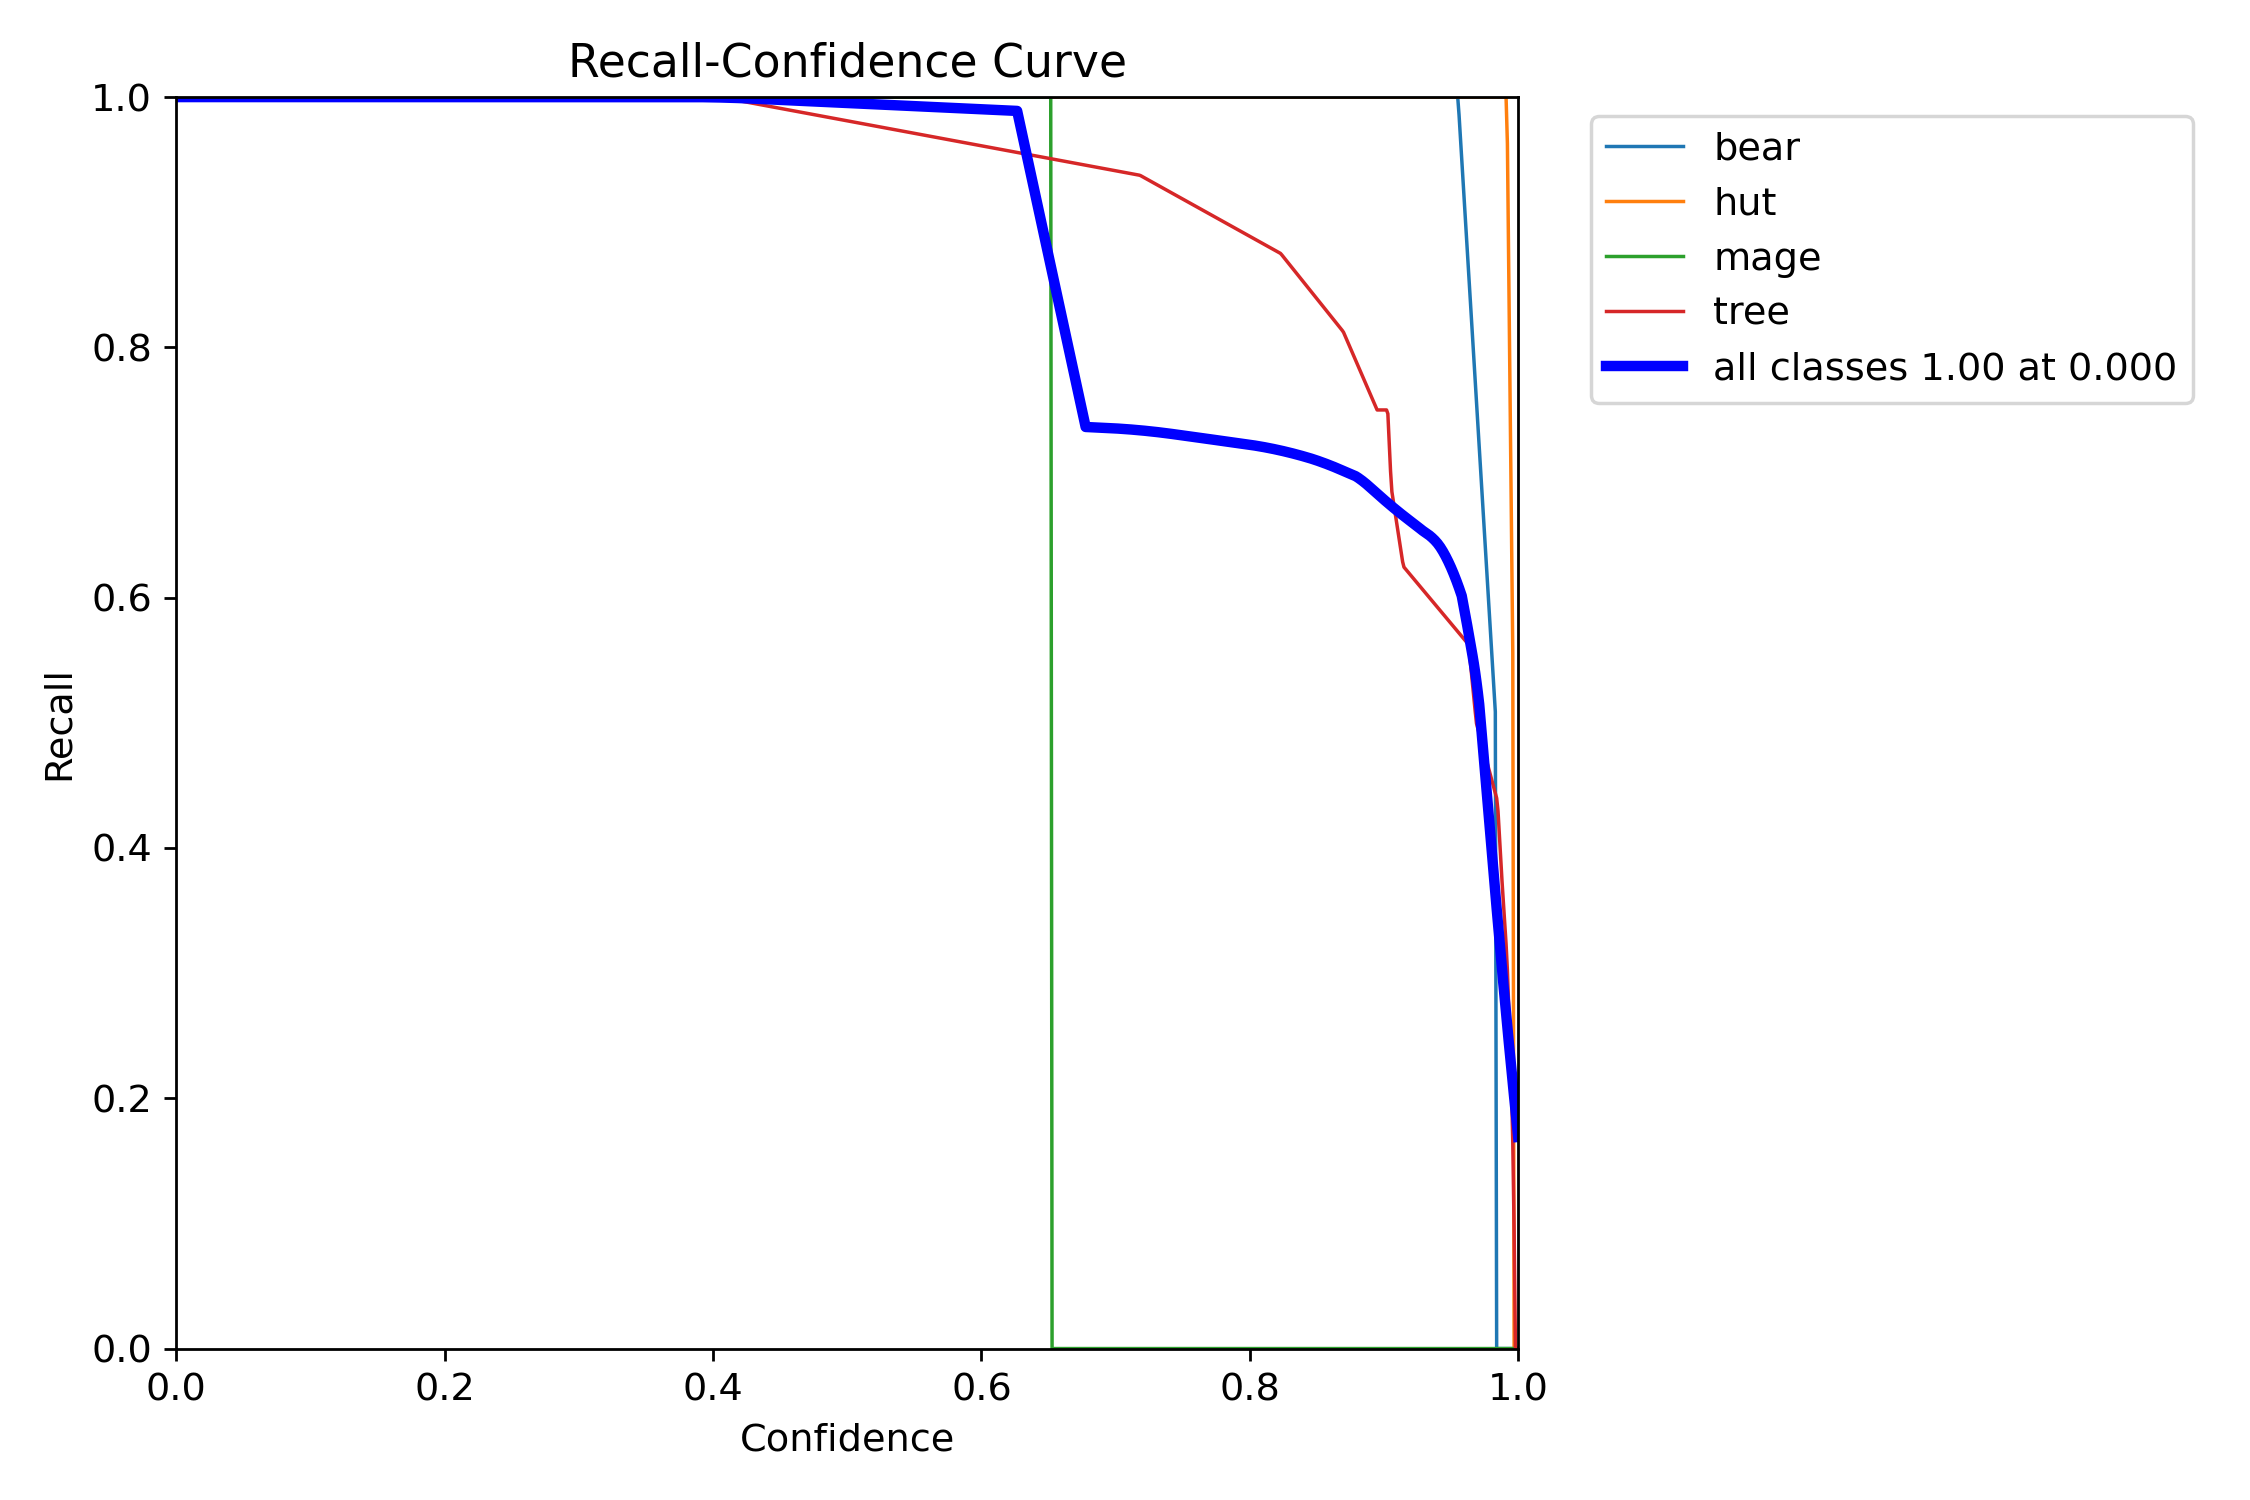 Recall-Confidence Curve
1.0
0.8
0.6
0.4
0.2
0.0
Recall
0.0 0.2 0.4 0.6 0.8 1.0
Confidence
bear
hut
mage
tree
all classes 1.00 at 0.000